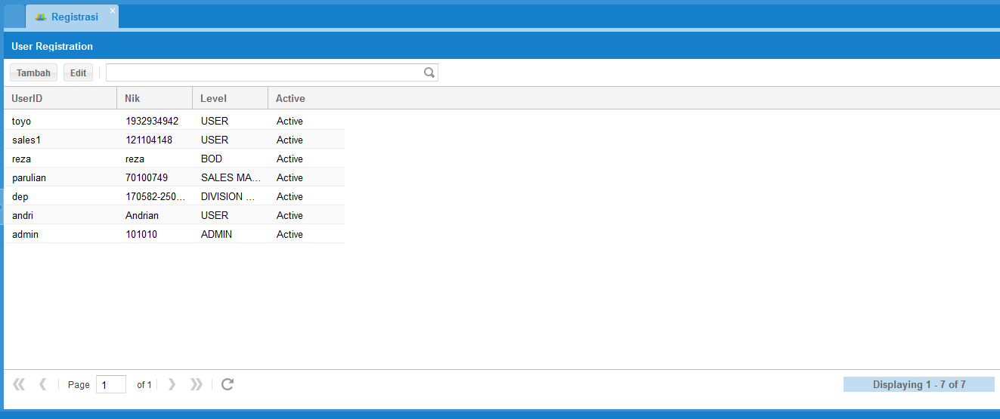 Registrasi
User Registration
Tambah Edit
UserID Nik Level Active
toyo 1932934942 USER Active
sales1 121104148 USER Active
reza reza BOD Active
parulian 70100749 SALES MA... Active
dep 170582-250... DIVISION ... Active
andri Andrian USER Active
admin 101010 ADMIN Active
Page 1 of 1 Displaying 1 - 7 of 7